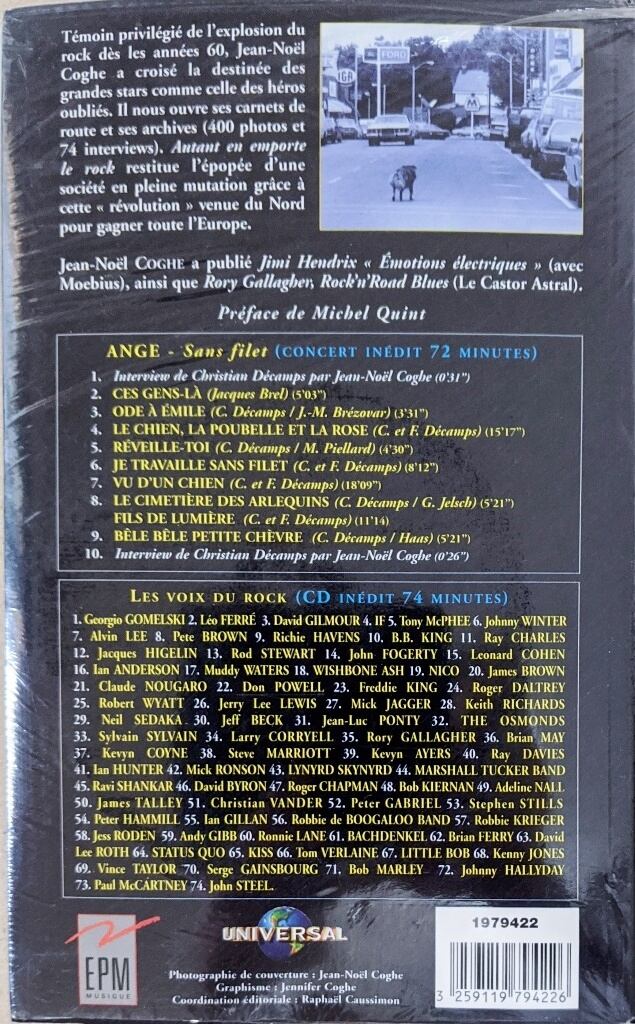 Témoin privilégié de l'explosion du
rock dès les années 60, Jean-Noël
Coghe a croisé la destinée des
grandes stars comme celle des héros
oubliés. Il nous ouvre ses carnets de
route et ses archives (400 photos et
74 interviews). Autant en emporte
le rock restitue l'épopée d'une
société en pleine mutation grâce à
cette « révolution » venue du Nord
pour gagner toute l'Europe.
IGA
FORD
M
Jean-Noël COGHE a publié Jimi Hendrix « Émotions électriques » (avec
Moebius), ainsi que Rory Gallagher, Rock'n'Road Blues (Le Castor Astral).
Préface de Michel Quint
ANGE - Sans filet (CONCERT INÉDIT 72 MINUTES)
1. Interview de Christian Décamps par Jean-Noël Coghe (0'31")
2. CES GENS-LÀ (Jacques Brel) (5'03")
3. ODE À ÉMILE (C. Décamps / J.-M. Brézovar) (3'31")
4. LE CHIEN, LA POUBELLE ET LA ROSE (C. et F. Décamps) (15'17")
5. RÉVEILLE-TOI (C. Décamps / M. Piellard) (4'30")
6. JE TRAVAILLE SANS FILET (C. et F. Décamps) (8'12")
7. VU D'UN CHIEN (C. et F. Décamps) (18'09")
8. LE CIMETIÈRE DES ARLEQUINS (C. Décamps / G. Jelsch) (5'21")
FILS DE LUMIÈRE (C. et F. Décamps) (11'14)
9. BÊLE BÊLE PETITE CHÈVRE (C. Décamps / Haas) (5'21")
10. Interview de Christian Décamps par Jean-Noël Coghe (0'26")
LES VOIX DU ROCK (CD INÉDIT 74 MINUTES)
1. Georgio GOMELSKI 2. Léo FERRÉ 3. David GILMOUR 4. IF 5. Tony McPHEE 6. Johnny WINTER
7. Alvin LEE 8. Pete BROWN 9. Richie HAVENS 10. B.B. KING 11. Ray CHARLES
12. Jacques HIGELIN 13. Rod STEWART 14. John FOGERTY 15. Leonard COHEN
16. Ian ANDERSON 17. Muddy WATERS 18. WISHBONE ASH 19. NICO 20. James BROWN
21. Claude NOUGARO 22. Don POWELL 23. Freddie KING 24. Roger DALTREY
25. Robert WYATT 26. Jerry Lee LEWIS 27. Mick JAGGER 28. Keith RICHARDS
29. Neil SEDAKA 30. Jeff BECK 31. Jean-Luc PONTY 32. THE OSMONDS
33. Sylvain SYLVAIN 34. Larry CORRYELL 35. Rory GALLAGHER 36. Brian MAY
37. Kevyn COYNE 38. Steve MARRIOTT 39. Kevyn AYERS 40. Ray DAVIES
41. Ian HUNTER 42. Mick RONSON 43. LYNYRD SKYNYRD 44. MARSHALL TUCKER BAND
45. Ravi SHANKAR 46. David BYRON 47. Roger CHAPMAN 48. Bob KIERNAN 49. Adeline NALL
50. James TALLEY 51. Christian VANDER 52. Peter GABRIEL 53. Stephen STILLS
54. Peter HAMMILL 55. Ian GILLAN 56. Robbie de BOOGALOO BAND 57. Robbie KRIEGER
58. Jess RODEN 59. Andy GIBB 60. Ronnie LANE 61. BACHDENKEL 62. Brian FERRY 63. David
Lee ROTH 64. STATUS QUO 65. KISS 66. Tom VERLAINE 67. LITTLE BOB 68. Kenny JONES
69. Vince TAYLOR 70. Serge GAINSBOURG 71. Bob MARLEY 72. Johnny HALLYDAY
73. Paul McCARTNEY 74. John STEEL.
EPM
MUSIQUE
UNIVERSAL
Photographie de couverture : Jean-Noël Coghe
Graphisme : Jennifer Coghe
Coordination éditoriale : Raphaël Caussimon
1979422
3 259119 794226